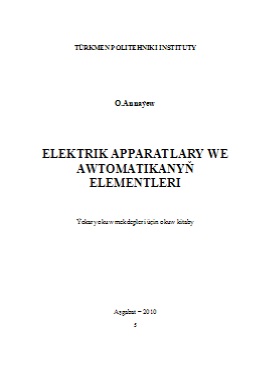 TÜRKMEN POLITEHNIKI INSTITUTY
O.Annaýew
ELEKTRIK APPARATLARY WE
AWTOMATIKANYŇ
ELEMENTLERI
Ýokary okuw mekdepleri üçin okuw kitaby
Aşgabat – 2010
5